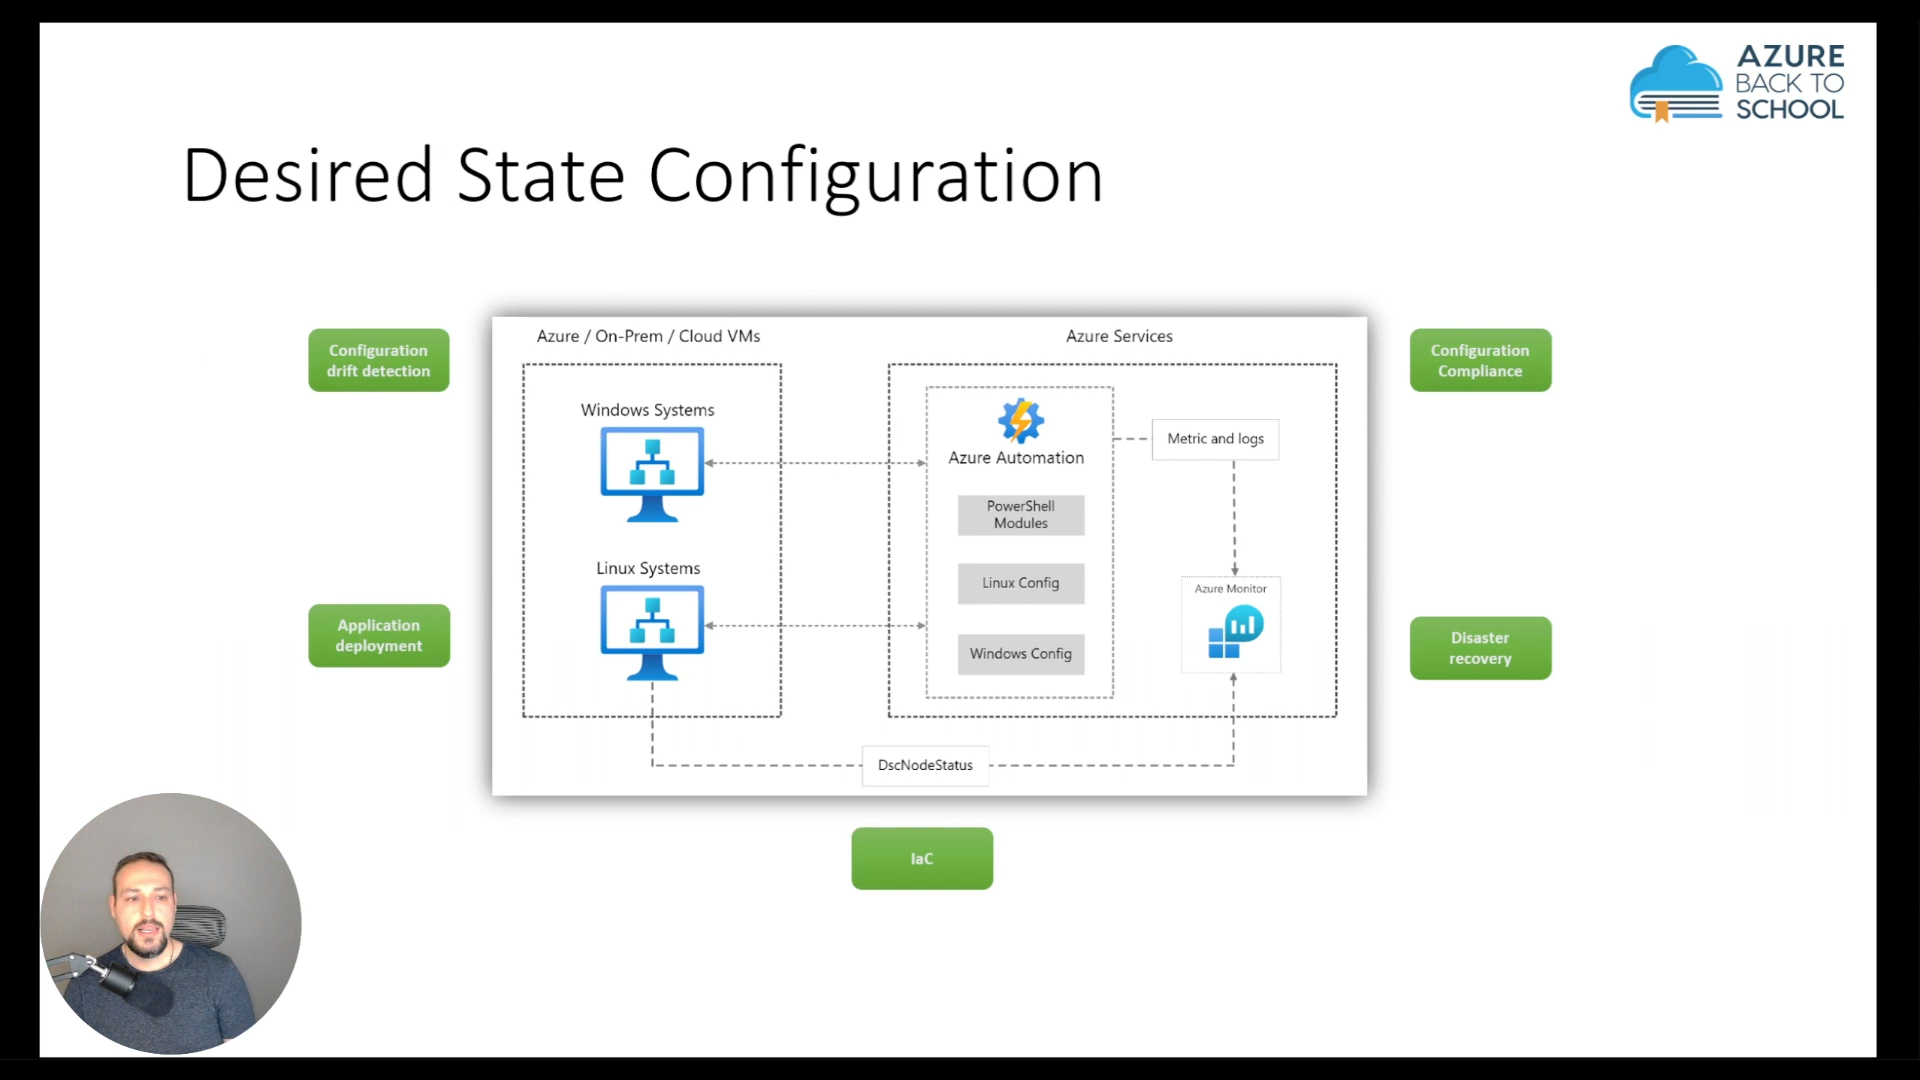 AZURE
BACK TO
SCHOOL
Desired State Configuration
Configuration
drift detection
Application
deployment
Azure / On-Prem / Cloud VMs
Windows Systems
Linux Systems
Azure Services
Azure Automation
PowerShell
Modules
Linux Config
Windows Config
Metric and logs
Azure Monitor
DscNodeStatus
Configuration
Compliance
Disaster
recovery
IaC